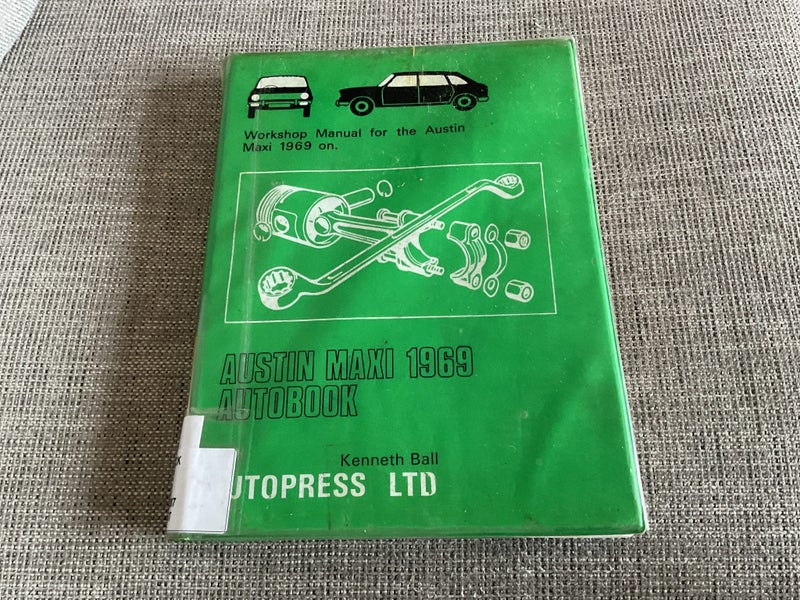 Workshop Manual for the Austin
Maxi 1969 on.
AUSTIN MAXI 1969
AUTOBOOK
Kenneth Ball
UTOPRESS LTD